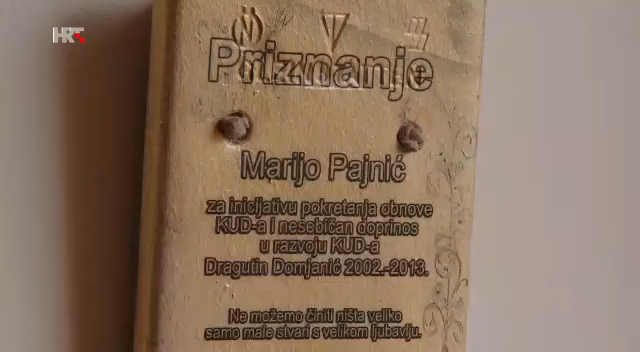 HRT
Priznanje
Marijo Pajnić
za inicijativu pokretanja obnove
KUD-a i nesebičan doprinos
u razvoju KUD-a
Dragutin Domjanić 2002.-2013.
Ne možemo činiti ništa veliko
samo male stvari s velikom ljubavlju.